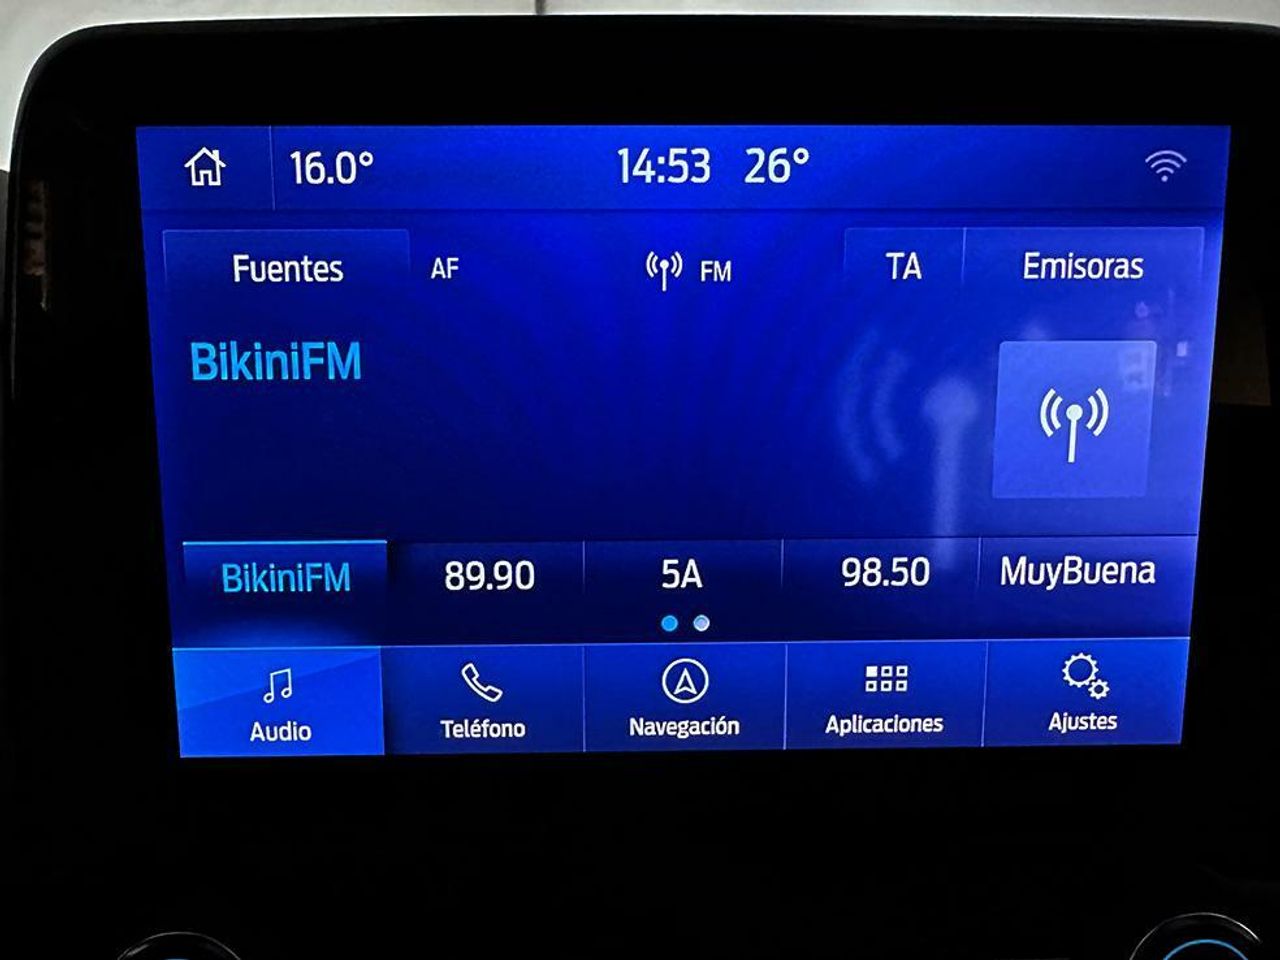 16.0° 14:53 26°
Fuentes AF FM TA Emisoras
BikiniFM
BikiniFM 89.90 5A 98.50 MuyBuena
Audio Teléfono Navegación Aplicaciones Ajustes